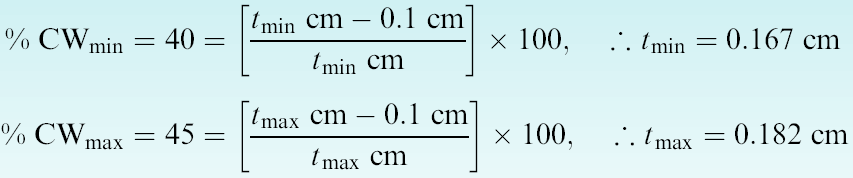 % CW_min = 40 = [ (t_min cm − 0.1 cm) / (t_min cm) ] × 100, ∴ t_min = 0.167 cm
% CW_max = 45 = [ (t_max cm − 0.1 cm) / (t_max cm) ] × 100, ∴ t_max = 0.182 cm